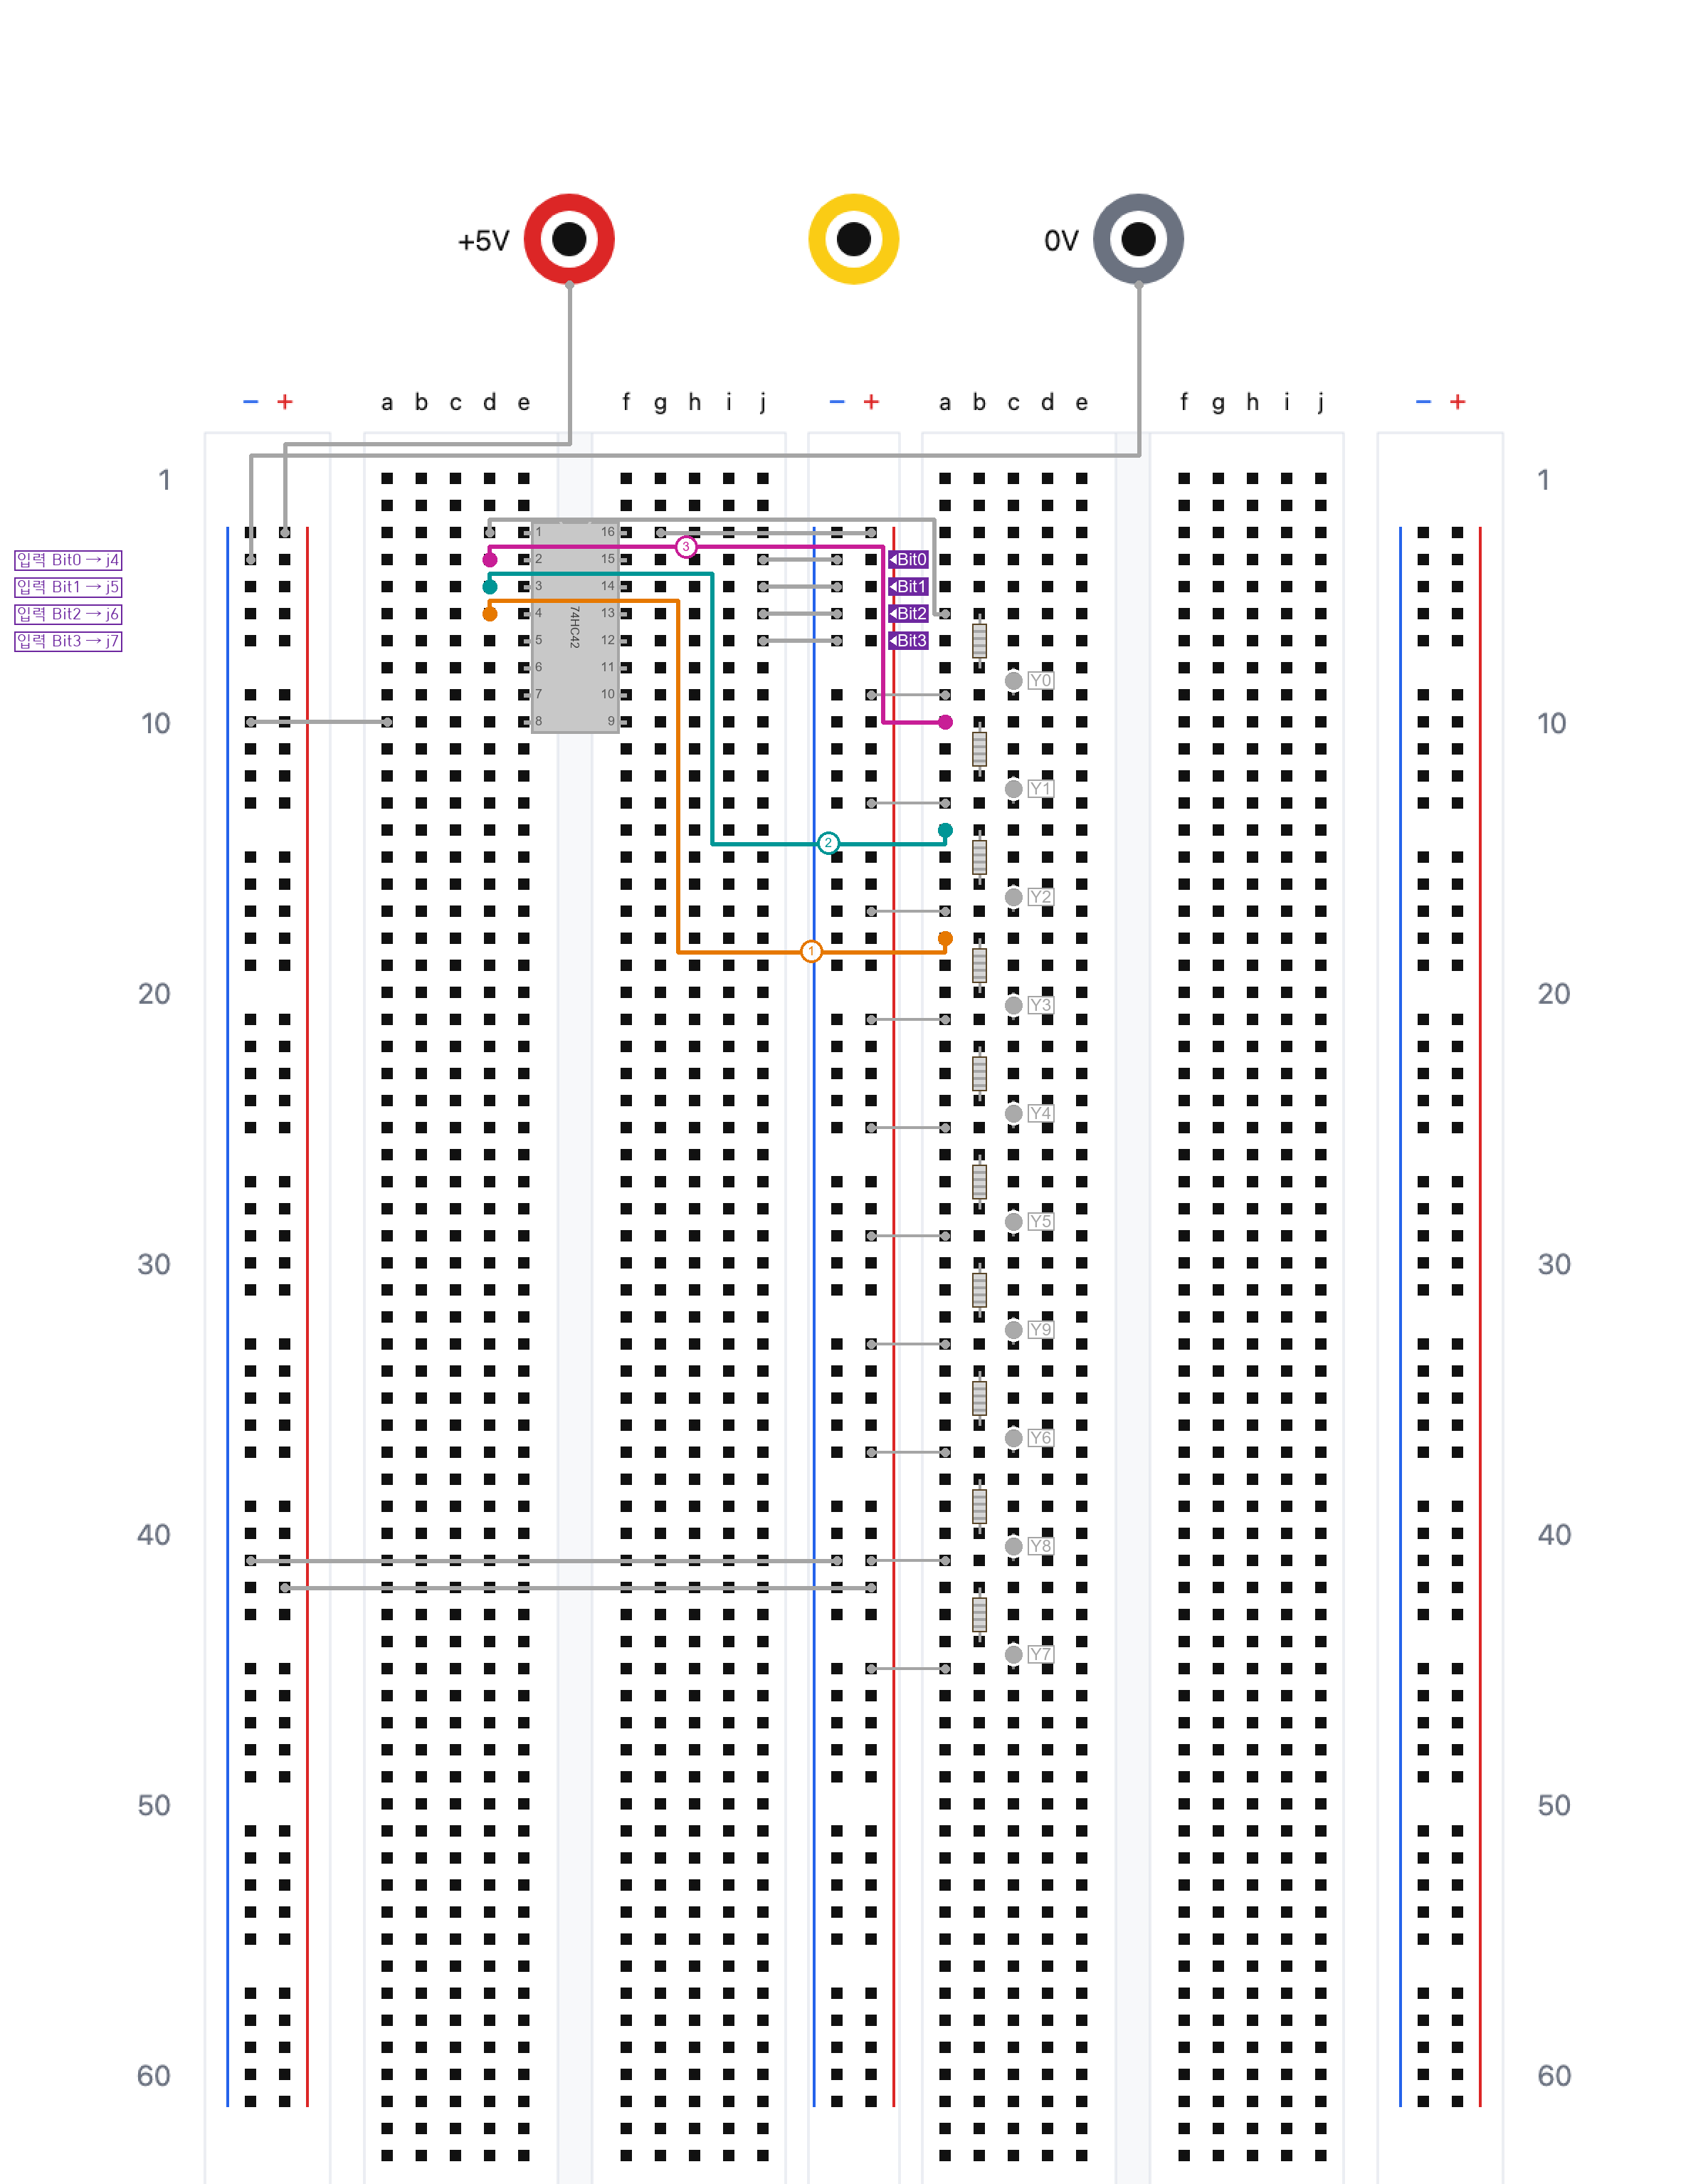 +5V 0V
− + a b c d e f g h i j − + a b c d e f g h i j − +
1 1
1 16
입력 Bit0 → j4 2 15 3 ◀Bit0
입력 Bit1 → j5 3 14 ◀Bit1
입력 Bit2 → j6 4 13 ◀Bit2
74HC42
입력 Bit3 → j7 5 12 ◀Bit3
6 11
Y0
7 10
10 8 9 10
Y1
2
Y2
1
20 20
Y3
Y4
Y5
30 30
Y9
Y6
40 40
Y8
Y7
50 50
60 60